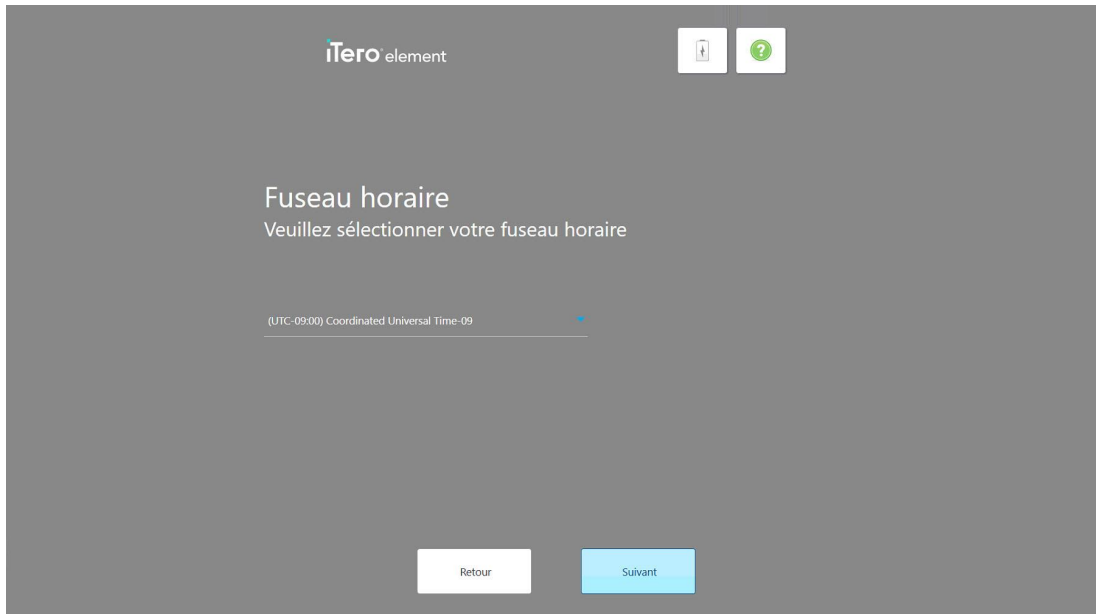 iTero element
?
Fuseau horaire
Veuillez sélectionner votre fuseau horaire
(UTC-09:00) Coordinated Universal Time-09
Retour
Suivant